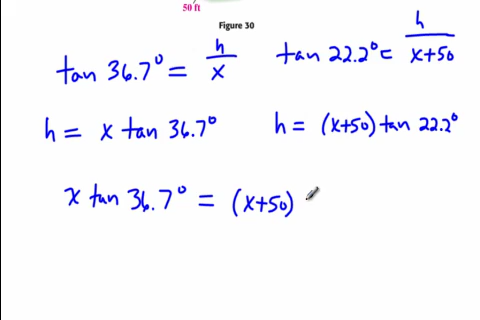 50 ft
Figure 30
tan 36.7° = h/x
tan 22.2° = h/x+50
h = x tan 36.7°
h = (x+50) tan 22.2°
x tan 36.7° = (x+50)